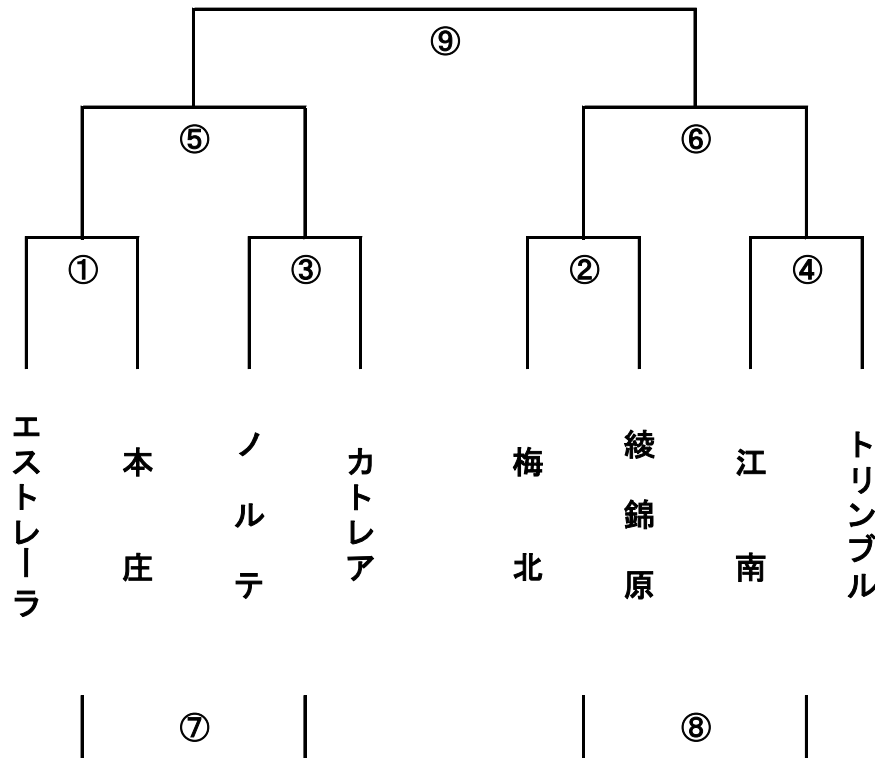 ⑨
⑤
⑥
①
③
②
④
エストレーラ
本庄
ノルテ
カトレア
梅北
綾錦原
江南
トリンブル
⑦
⑧